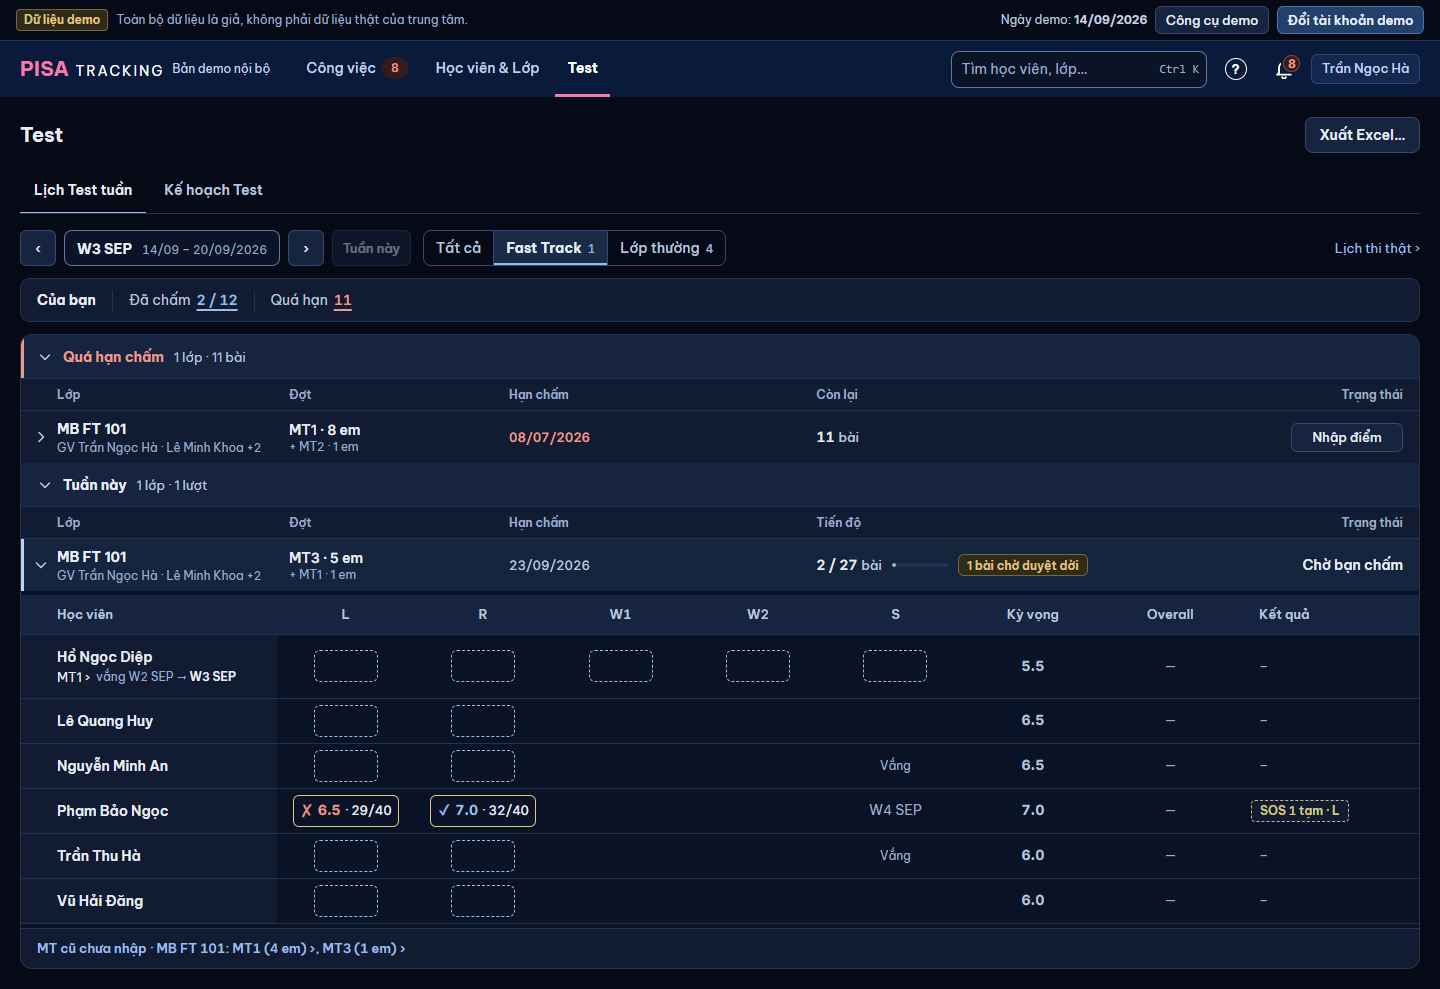 Dữ liệu demo Toàn bộ dữ liệu là giả, không phải dữ liệu thật của trung tâm. Ngày demo: 14/09/2026 Công cụ demo Đổi tài khoản demo
PISA TRACKING Bản demo nội bộ Công việc 8 Học viên & Lớp Test Tìm học viên, lớp... Ctrl K ? 8 Trần Ngọc Hà
Test Xuất Excel...
Lịch Test tuần Kế hoạch Test
‹ W3 SEP 14/09 – 20/09/2026 › Tuần này Tất cả Fast Track 1 Lớp thường 4 Lịch thi thật ›
Của bạn Đã chấm 2 / 12 Quá hạn 11
Quá hạn chấm 1 lớp · 11 bài
Lớp Đợt Hạn chấm Còn lại Trạng thái
MB FT 101 MT1 · 8 em 08/07/2026 11 bài Nhập điểm
GV Trần Ngọc Hà · Lê Minh Khoa +2 + MT2 · 1 em
Tuần này 1 lớp · 1 lượt
Lớp Đợt Hạn chấm Tiến độ Trạng thái
MB FT 101 MT3 · 5 em 23/09/2026 2 / 27 bài 1 bài chờ duyệt dời Chờ bạn chấm
GV Trần Ngọc Hà · Lê Minh Khoa +2 + MT1 · 1 em
Học viên L R W1 W2 S Kỳ vọng Overall Kết quả
Hồ Ngọc Diệp 5.5 — –
MT1 › vắng W2 SEP → W3 SEP
Lê Quang Huy 6.5 — –
Nguyễn Minh An Vắng 6.5 — –
Phạm Bảo Ngọc ✗ 6.5 · 29/40 ✓ 7.0 · 32/40 W4 SEP 7.0 — SOS 1 tạm · L
Trần Thu Hà Vắng 6.0 — –
Vũ Hải Đăng 6.0 — –
MT cũ chưa nhập · MB FT 101: MT1 (4 em) ›, MT3 (1 em) ›